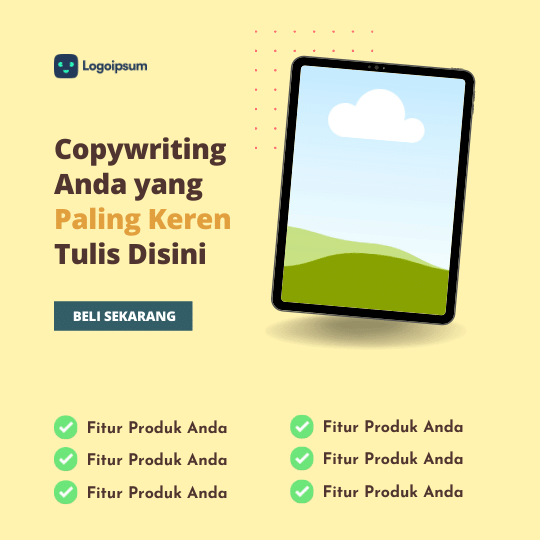 Logoipsum
Copywriting
Anda yang
Paling Keren
Tulis Disini
BELI SEKARANG
Fitur Produk Anda
Fitur Produk Anda
Fitur Produk Anda
Fitur Produk Anda
Fitur Produk Anda
Fitur Produk Anda